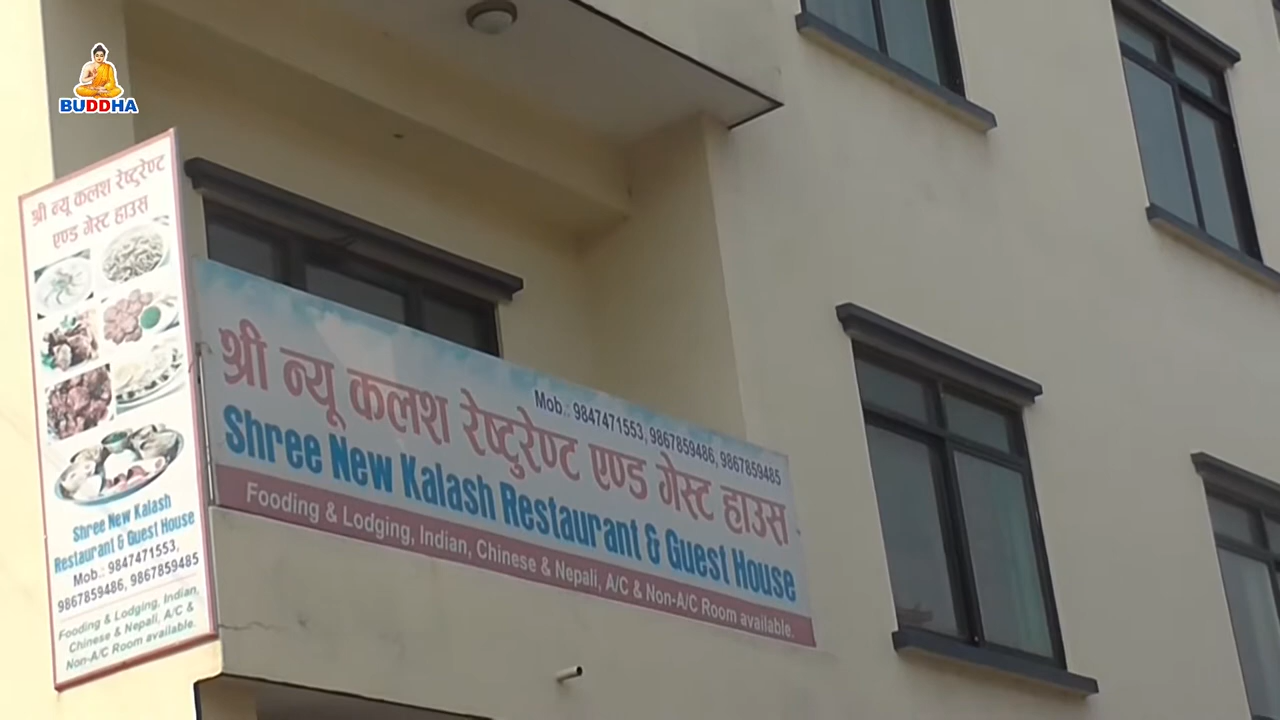 BUDDHA
श्री न्यू कलश रेष्टुरेण्ट
एण्ड गेस्ट हाउस
Shree New Kalash
Restaurant & Guest House
Mob.: 9847471553,
9867859486, 9867859485
Fooding & Lodging, Indian,
Chinese & Nepali, A/C &
Non-A/C Room available.
Mob.: 9847471553, 9867859486, 9867859485
श्री न्यू कलश रेष्टुरेण्ट एण्ड गेस्ट हाउस
Shree New Kalash Restaurant & Guest House
Fooding & Lodging, Indian, Chinese & Nepali, A/C & Non-A/C Room available.